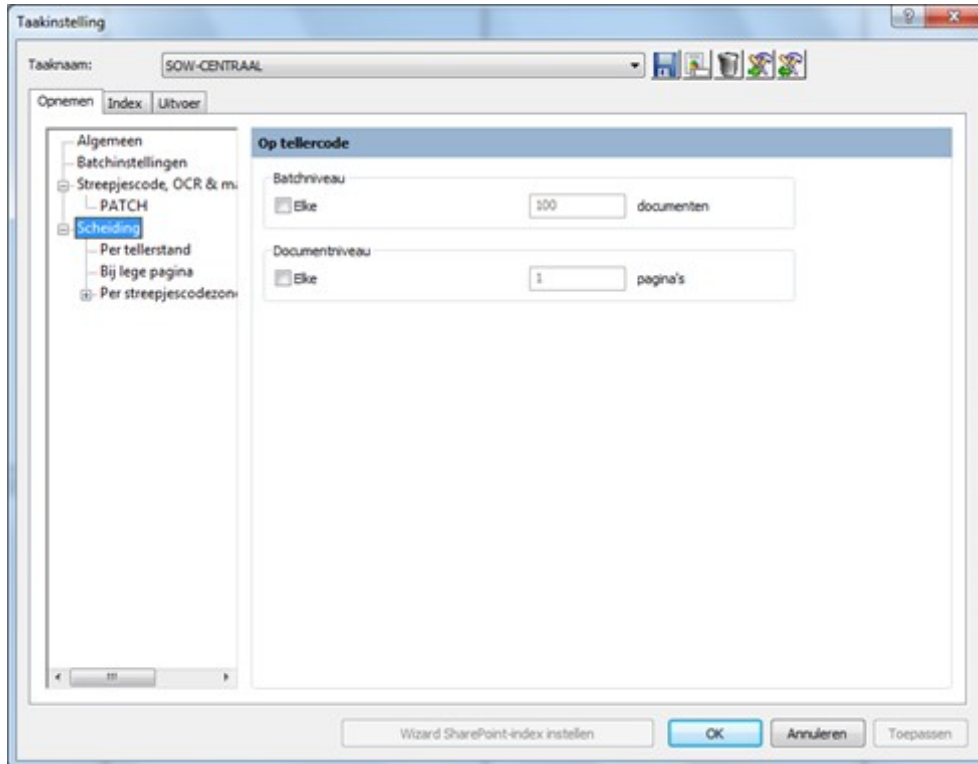 Taakinstelling
Taaknaam: SOW-CENTRAAL
Opnemen Index Uitvoer
Algemeen
Batchinstellingen
Streepjescode, OCR & ma
PATCH
Scheiding
Per tellerstand
Bij lege pagina
Per streepjescodezon
Op tellercode
Batchniveau
Elke 100 documenten
Documentniveau
Elke 1 pagina's
Wizard SharePoint-index instellen OK Annuleren Toepassen